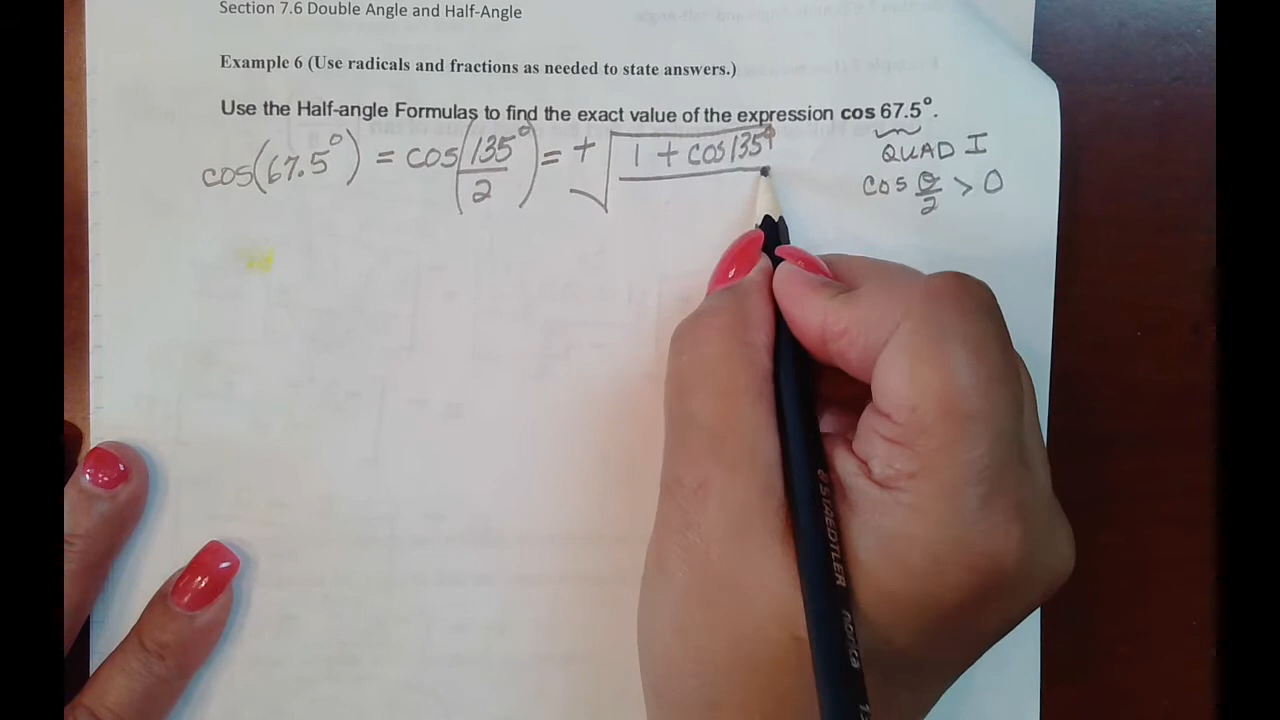 Section 7.6 Double Angle and Half-Angle
Example 6 (Use radicals and fractions as needed to state answers.)
Use the Half-angle Formulas to find the exact value of the expression cos 67.5°.
cos(67.5°) = cos(135°/2) = +√(1 + cos135°
QUAD I
cos θ/2 > 0
STAEDTLER norica